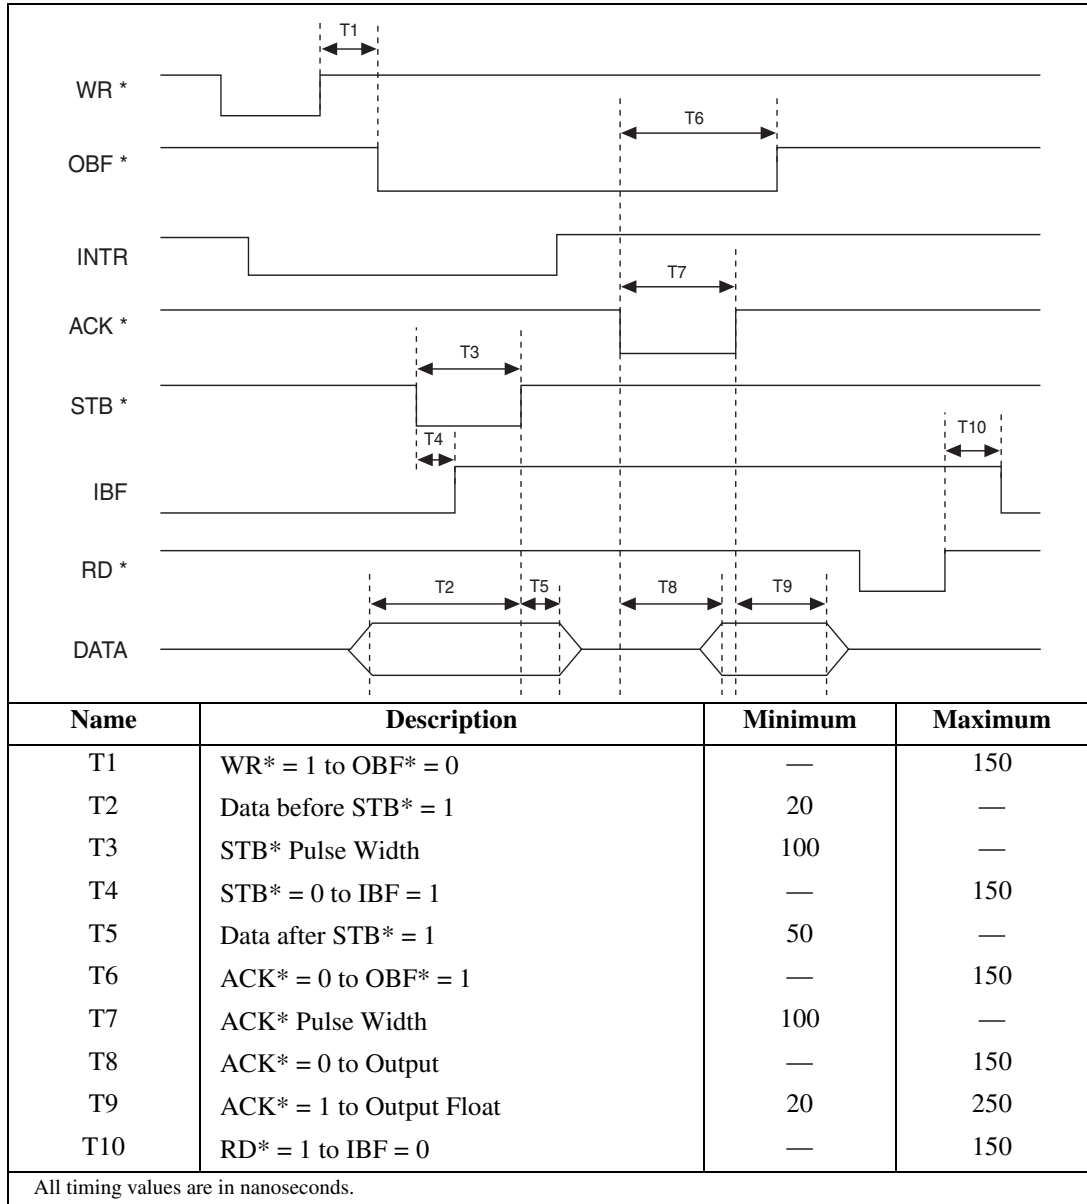 T1
WR *
T6
OBF *
INTR
T7
ACK *
T3
STB *
T4
T10
IBF
RD *
T2 T5 T8 T9
DATA
Name Description Minimum Maximum
T1 WR* = 1 to OBF* = 0 — 150
T2 Data before STB* = 1 20 —
T3 STB* Pulse Width 100 —
T4 STB* = 0 to IBF = 1 — 150
T5 Data after STB* = 1 50 —
T6 ACK* = 0 to OBF* = 1 — 150
T7 ACK* Pulse Width 100 —
T8 ACK* = 0 to Output — 150
T9 ACK* = 1 to Output Float 20 250
T10 RD* = 1 to IBF = 0 — 150
All timing values are in nanoseconds.